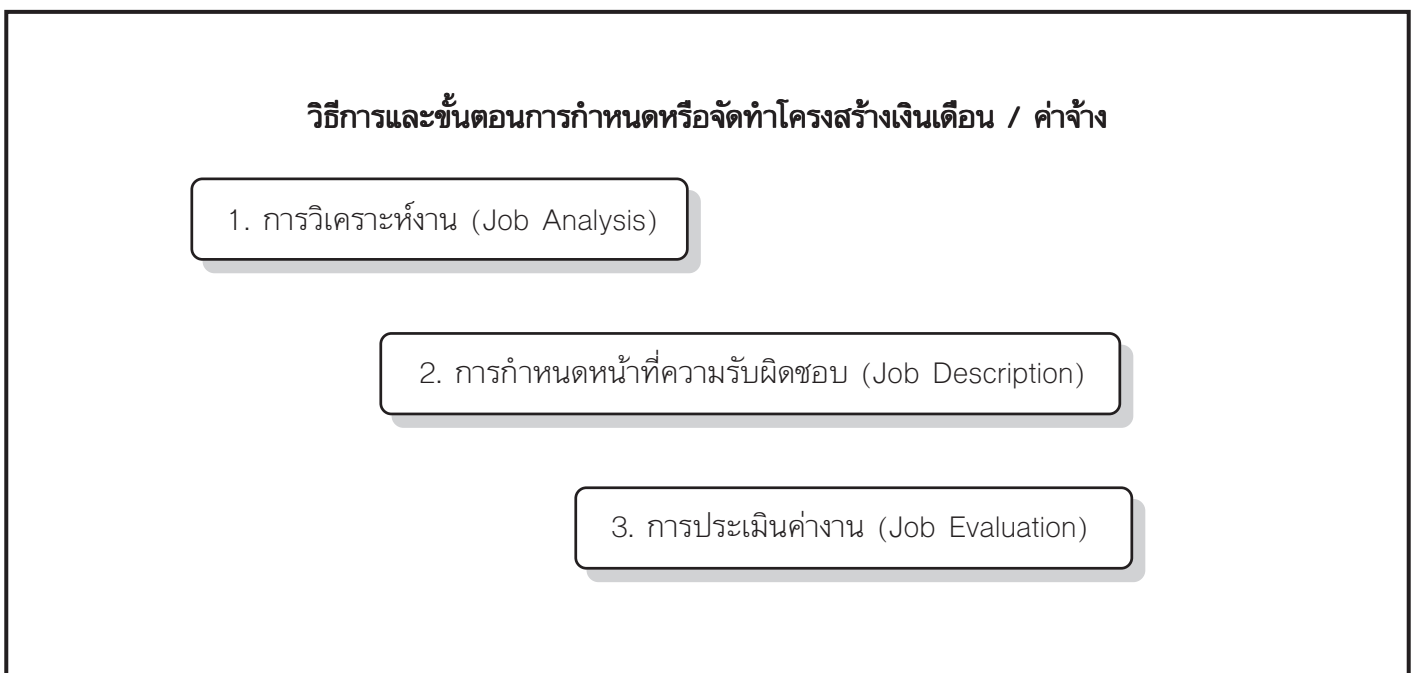 วิธีการและขั้นตอนการกำหนดหรือจัดทำโครงสร้างเงินเดือน / ค่าจ้าง
1. การวิเคราะห์งาน (Job Analysis)
2. การกำหนดหน้าที่ความรับผิดชอบ (Job Description)
3. การประเมินค่างาน (Job Evaluation)